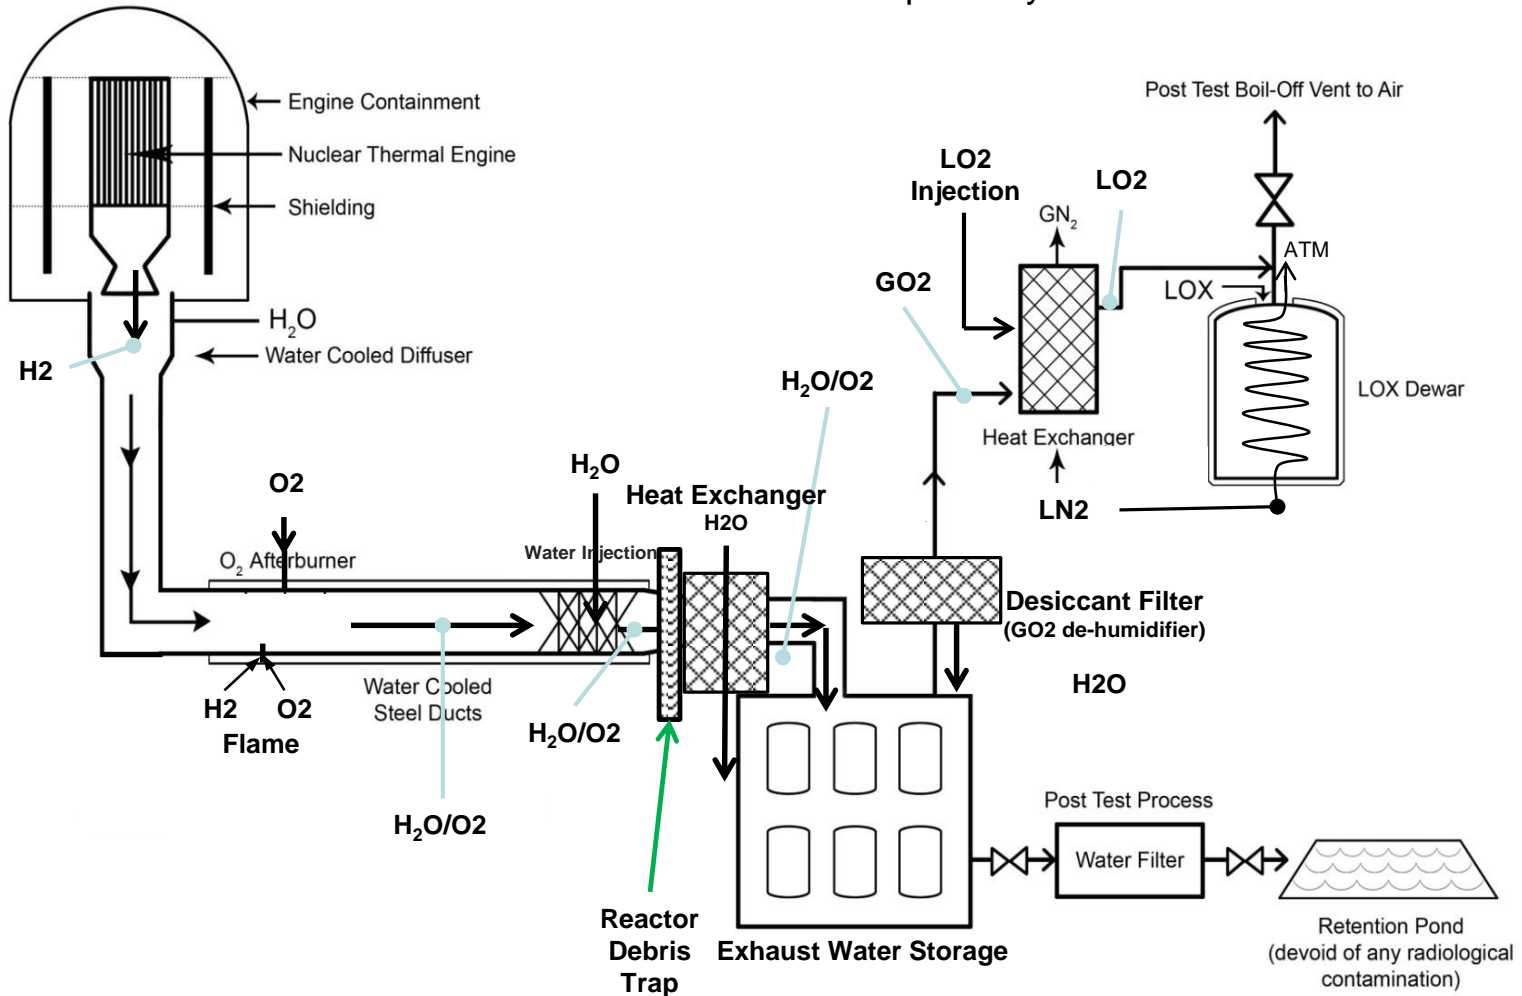 Engine Containment
Nuclear Thermal Engine
Shielding
H₂O
Water Cooled Diffuser
H2
O2
O₂ Afterburner
H2 O2
Flame
Water Cooled
Steel Ducts
H₂O/O2
H₂O
Water Injection
H₂O/O2
Heat Exchanger
H2O
H₂O/O2
Reactor
Debris
Trap
Exhaust Water Storage
Desiccant Filter
(GO2 de-humidifier)
H2O
GO2
LO2
Injection
GN₂
LO2
Heat Exchanger
LN2
Post Test Boil-Off Vent to Air
ATM
LOX
LOX Dewar
Post Test Process
Water Filter
Retention Pond
(devoid of any radiological
contamination)